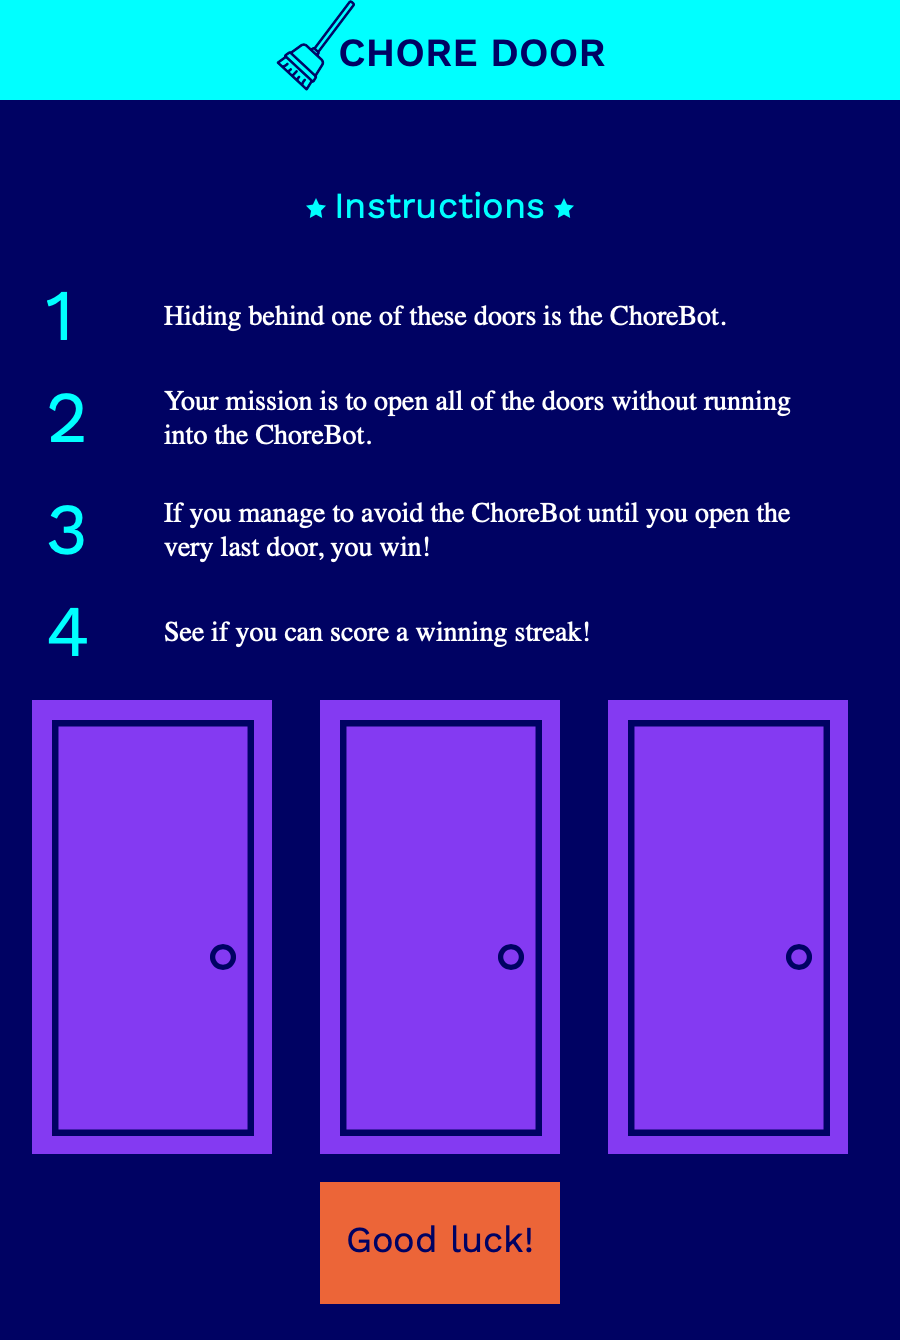 CHORE DOOR
Instructions
1
Hiding behind one of these doors is the ChoreBot.
2
Your mission is to open all of the doors without running
into the ChoreBot.
3
If you manage to avoid the ChoreBot until you open the
very last door, you win!
4
See if you can score a winning streak!
Good luck!